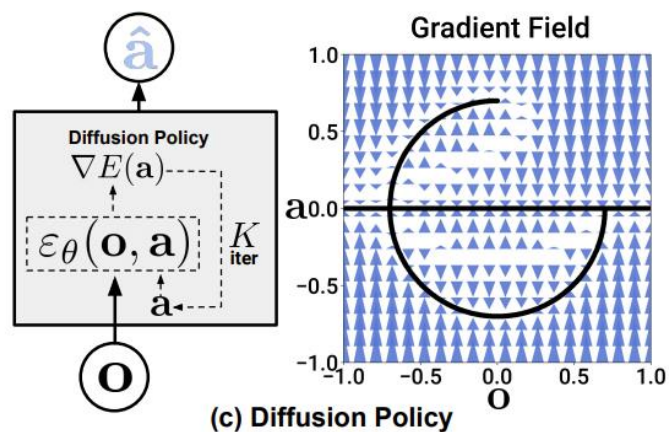 â
Diffusion Policy
∇E(a)
εθ(o, a)
K
iter
a
o
Gradient Field
1.0
0.5
a 0.0
−0.5
−1.0
−1.0 −0.5 0.0 0.5 1.0
o
(c) Diffusion Policy